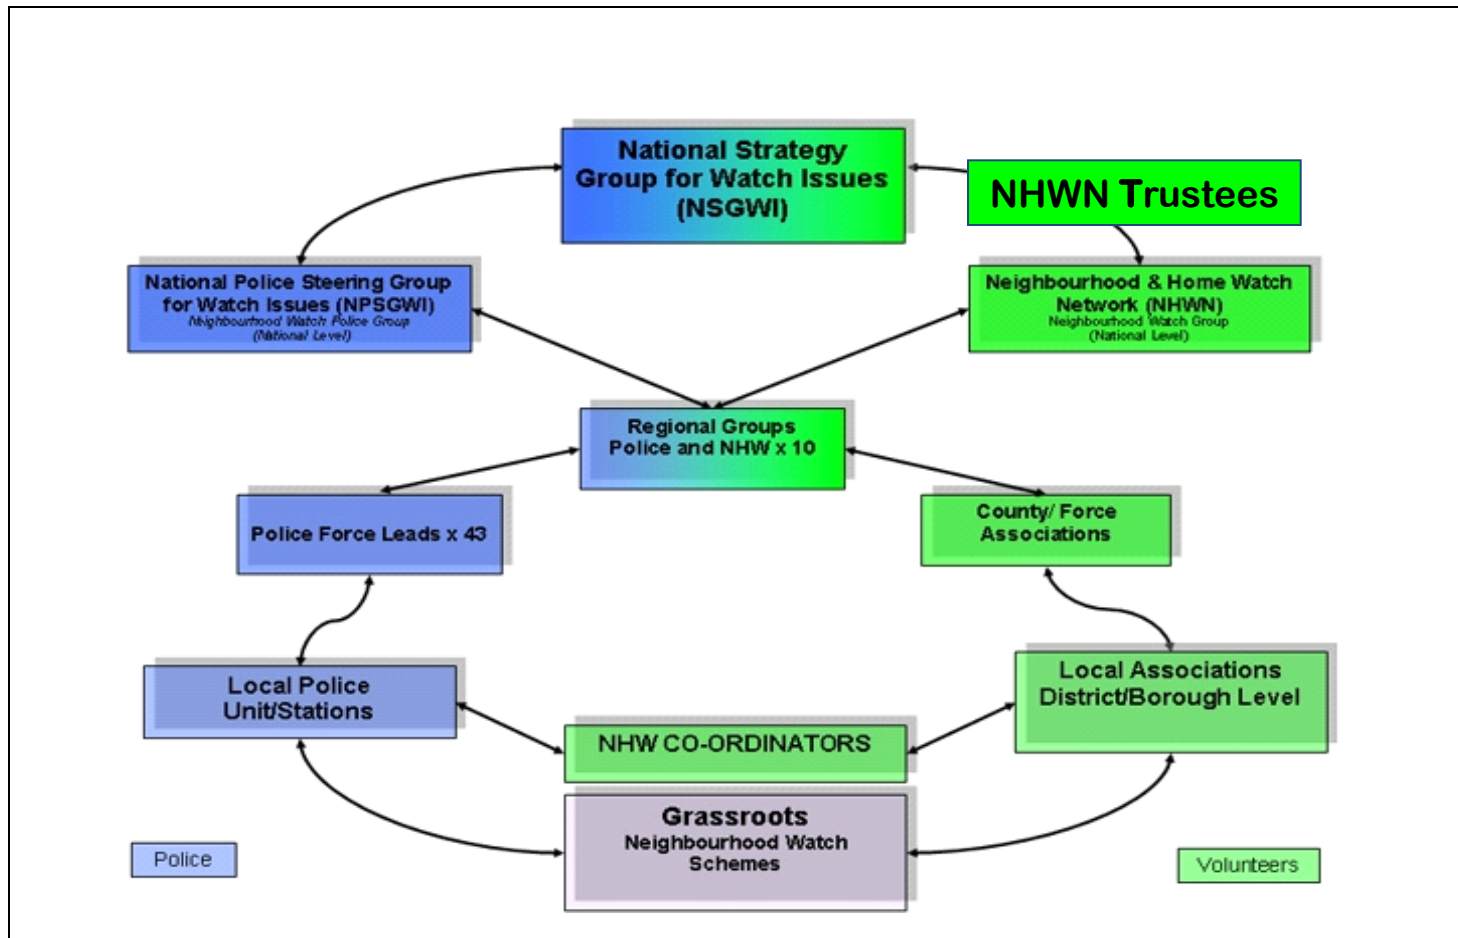 National Strategy
Group for Watch Issues
(NSGWI)
NHWN Trustees
National Police Steering Group
for Watch Issues (NPSGWI)
Neighbourhood Watch Police Group
(National Level)
Neighbourhood & Home Watch
Network (NHWN)
Neighbourhood Watch Group
(National Level)
Regional Groups
Police and NHW x 10
Police Force Leads x 43
County/ Force
Associations
Local Police
Unit/Stations
Local Associations
District/Borough Level
NHW CO-ORDINATORS
Grassroots
Neighbourhood Watch
Schemes
Police
Volunteers